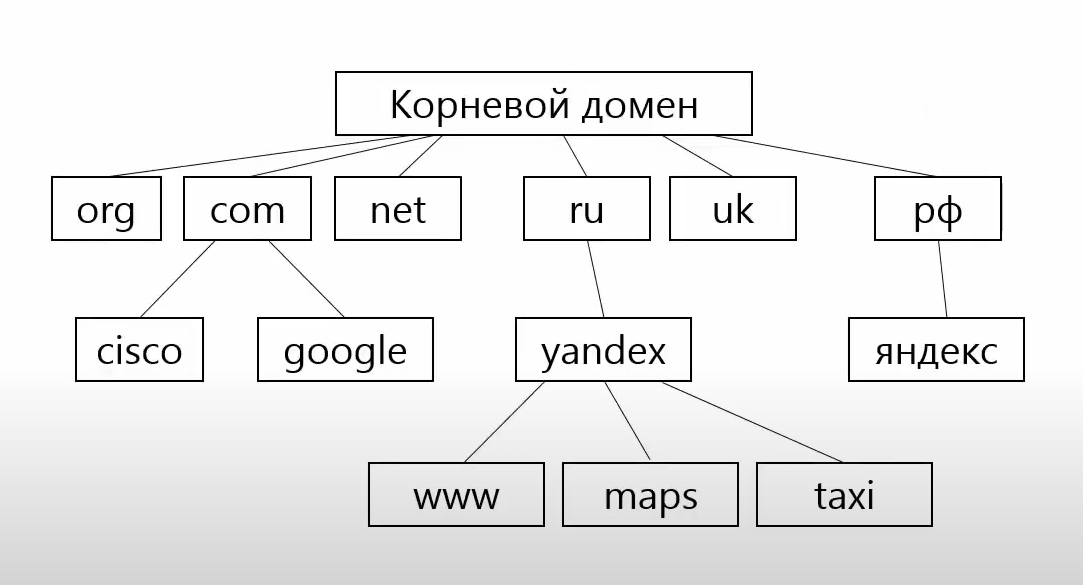 Корневой домен
org
com
net
ru
uk
рф
cisco
google
yandex
яндекс
www
maps
taxi